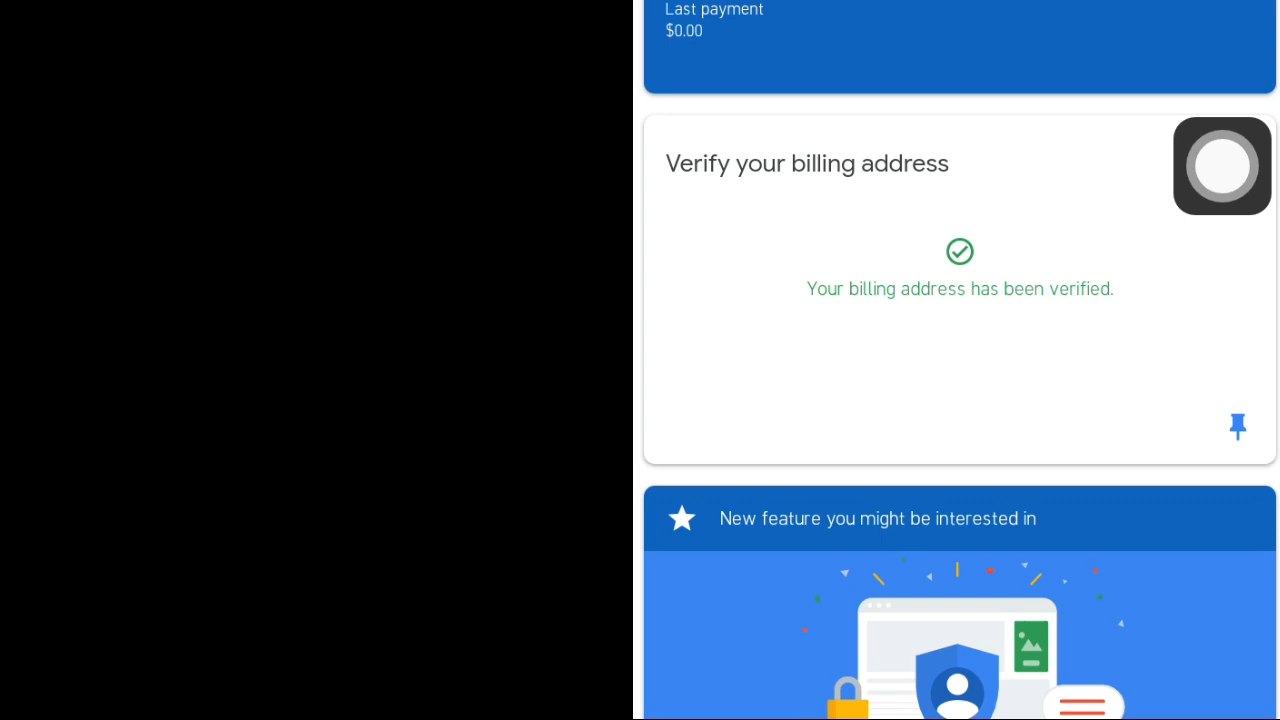 Last payment
$0.00
Verify your billing address
Your billing address has been verified.
New feature you might be interested in